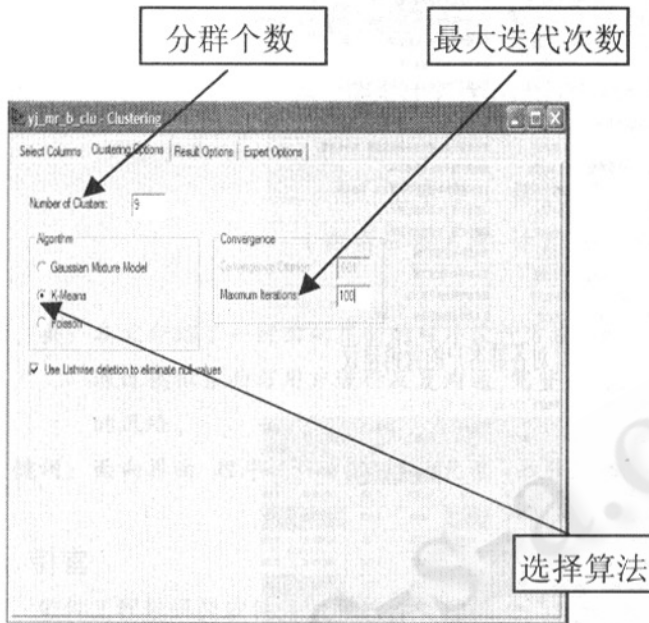 分群个数
最大迭代次数
yj_mr_b_clu - Clustering
Select Columns Clustering Options Result Options Expert Options
Number of Clusters: 9
Algorithm
Convergence
Gaussian Mixture Model
Convergence Criterion:
K-Means
Maximum Iterations: 100
Poisson
Use Listwise deletion to eliminate null values
选择算法